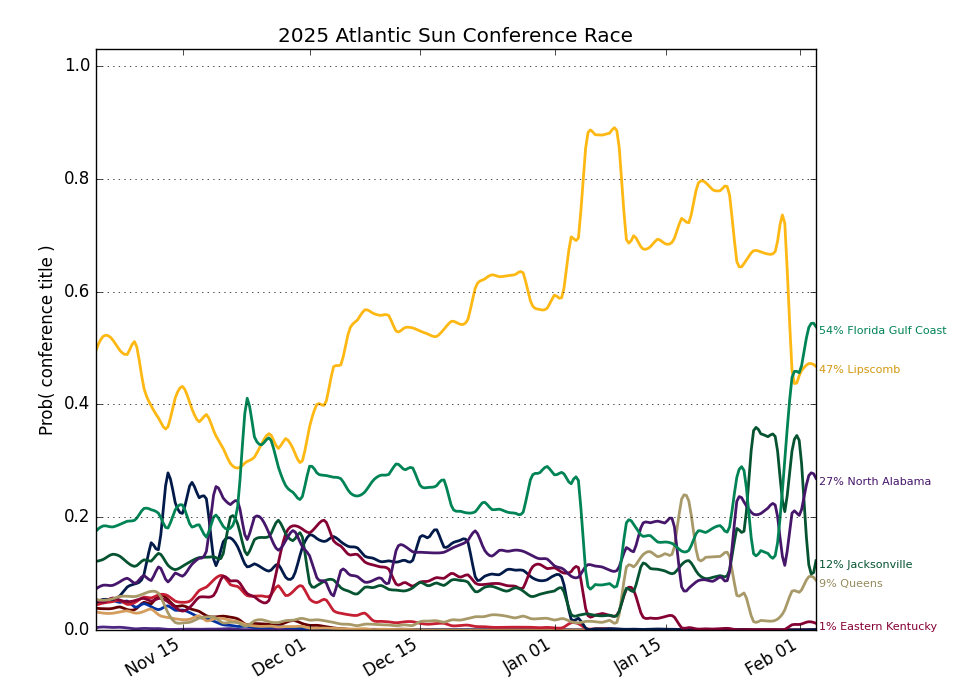 2025 Atlantic Sun Conference Race
1.0
0.8
0.6
0.4
0.2
0.0
Prob( conference title )
54% Florida Gulf Coast
47% Lipscomb
27% North Alabama
12% Jacksonville
9% Queens
1% Eastern Kentucky
Nov 15
Dec 01
Dec 15
Jan 01
Jan 15
Feb 01